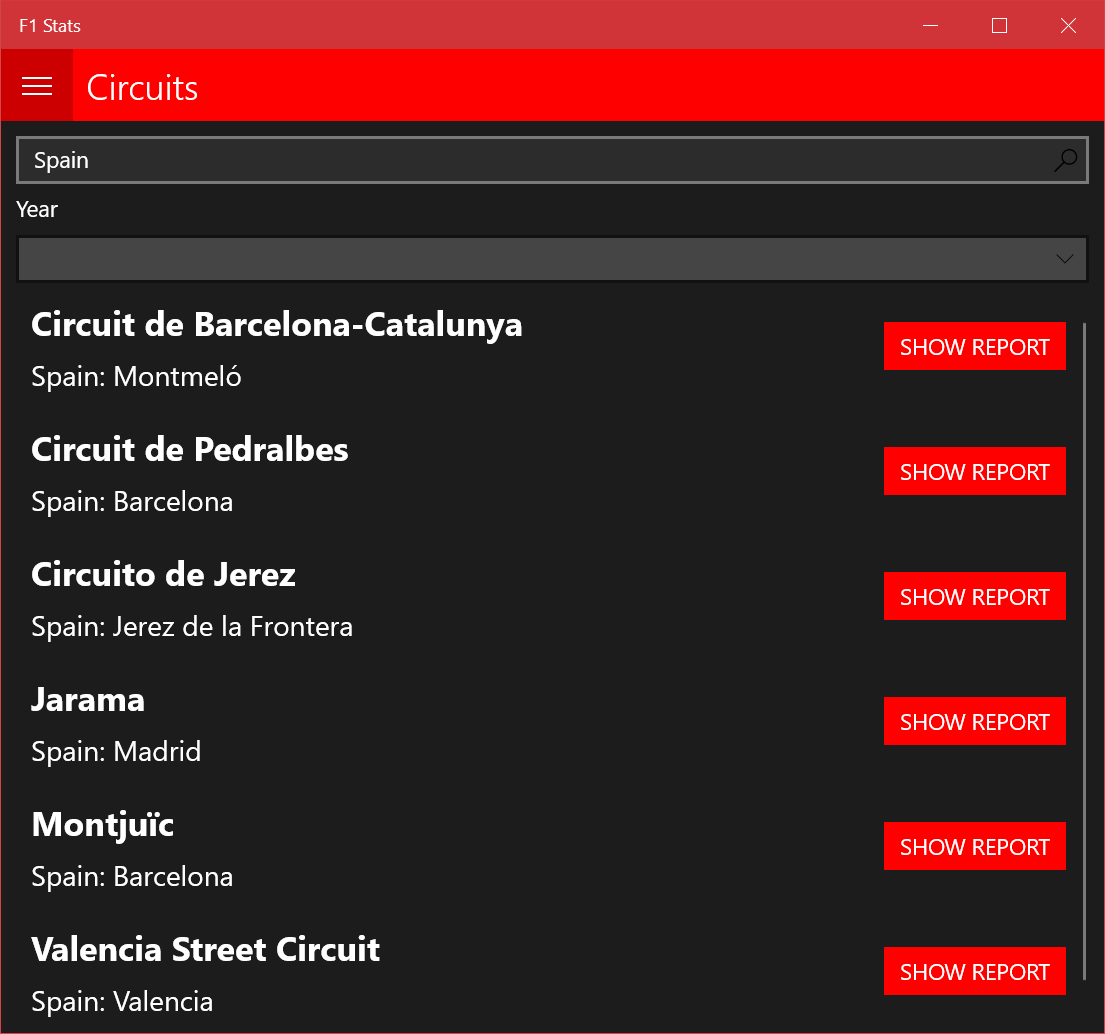 F1 Stats
Circuits
Spain
Year
Circuit de Barcelona-Catalunya
Spain: Montmeló
SHOW REPORT
Circuit de Pedralbes
Spain: Barcelona
SHOW REPORT
Circuito de Jerez
Spain: Jerez de la Frontera
SHOW REPORT
Jarama
Spain: Madrid
SHOW REPORT
Montjuïc
Spain: Barcelona
SHOW REPORT
Valencia Street Circuit
Spain: Valencia
SHOW REPORT